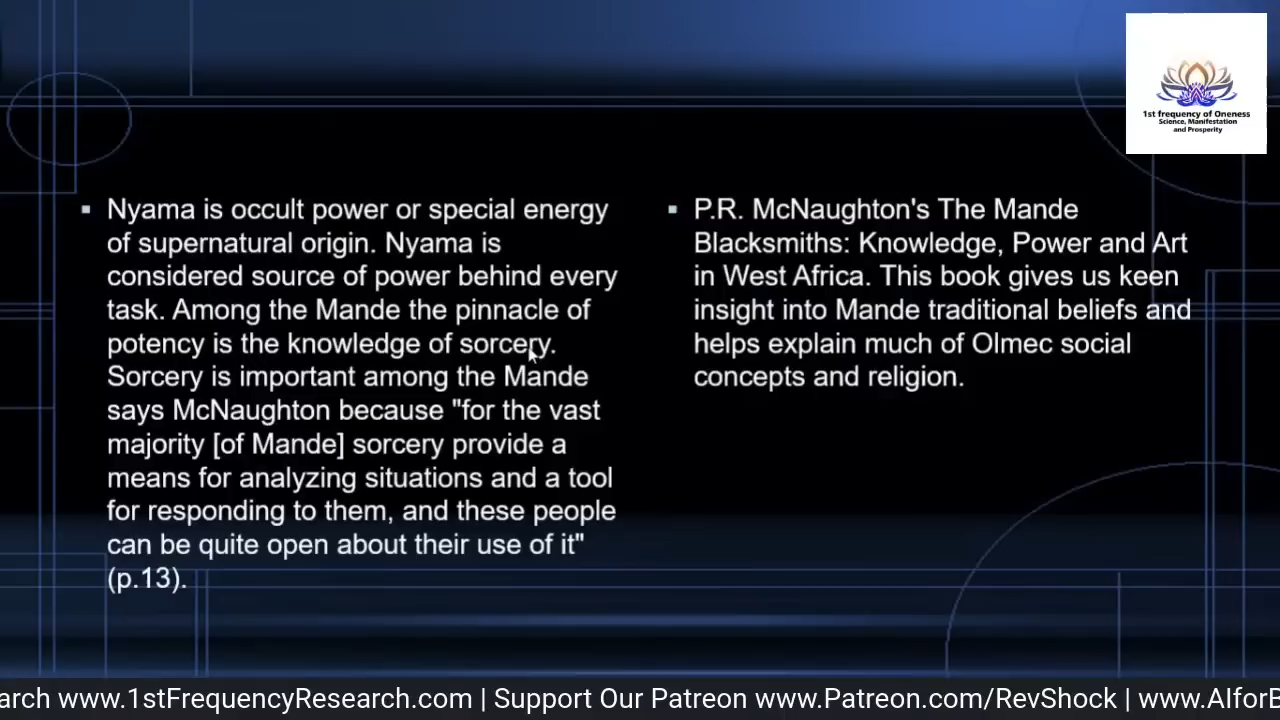 1st frequency of Oneness
Science, Manifestation
and Prosperity
Nyama is occult power or special energy
of supernatural origin. Nyama is
considered source of power behind every
task. Among the Mande the pinnacle of
potency is the knowledge of sorcery.
Sorcery is important among the Mande
says McNaughton because "for the vast
majority [of Mande] sorcery provide a
means for analyzing situations and a tool
for responding to them, and these people
can be quite open about their use of it"
(p.13).
P.R. McNaughton's The Mande
Blacksmiths: Knowledge, Power and Art
in West Africa. This book gives us keen
insight into Mande traditional beliefs and
helps explain much of Olmec social
concepts and religion.
arch www.1stFrequencyResearch.com | Support Our Patreon www.Patreon.com/RevShock | www.AIforB